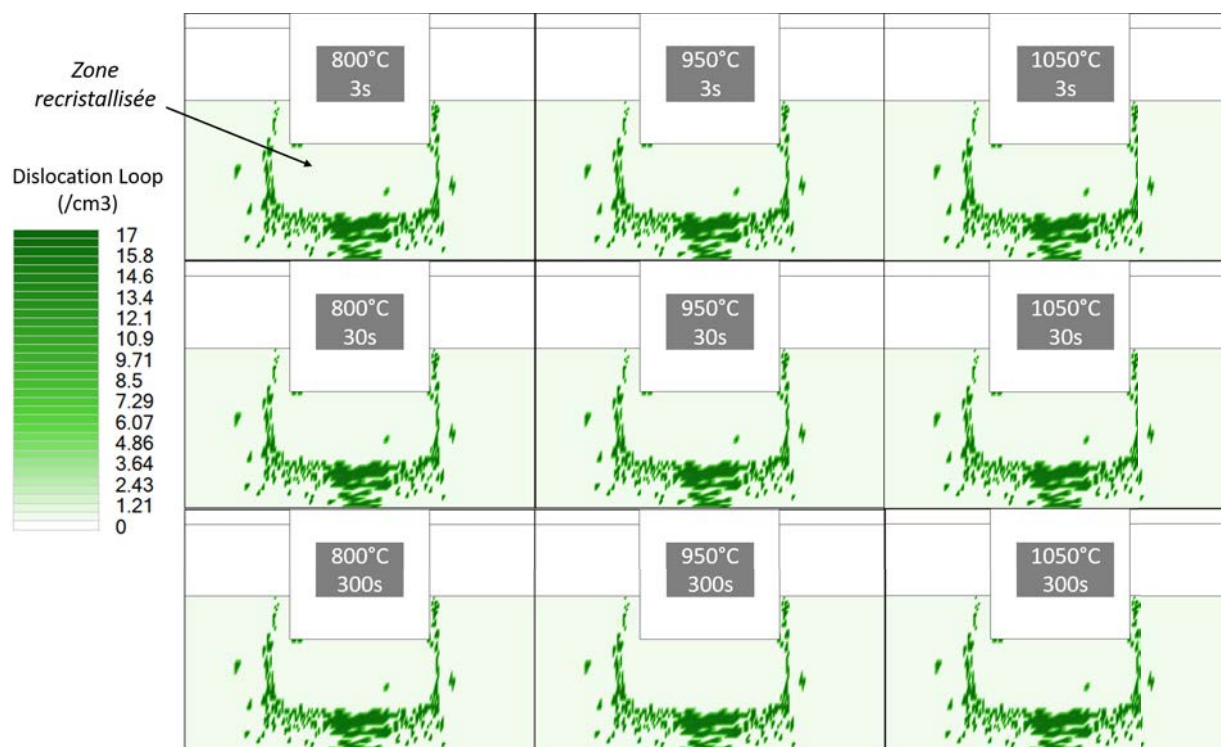 800°C
3s
950°C
3s
1050°C
3s
Zone
recristallisée
Dislocation Loop
(/cm3)
17
15.8
14.6
13.4
12.1
10.9
9.71
8.5
7.29
6.07
4.86
3.64
2.43
1.21
0
800°C
30s
950°C
30s
1050°C
30s
800°C
300s
950°C
300s
1050°C
300s